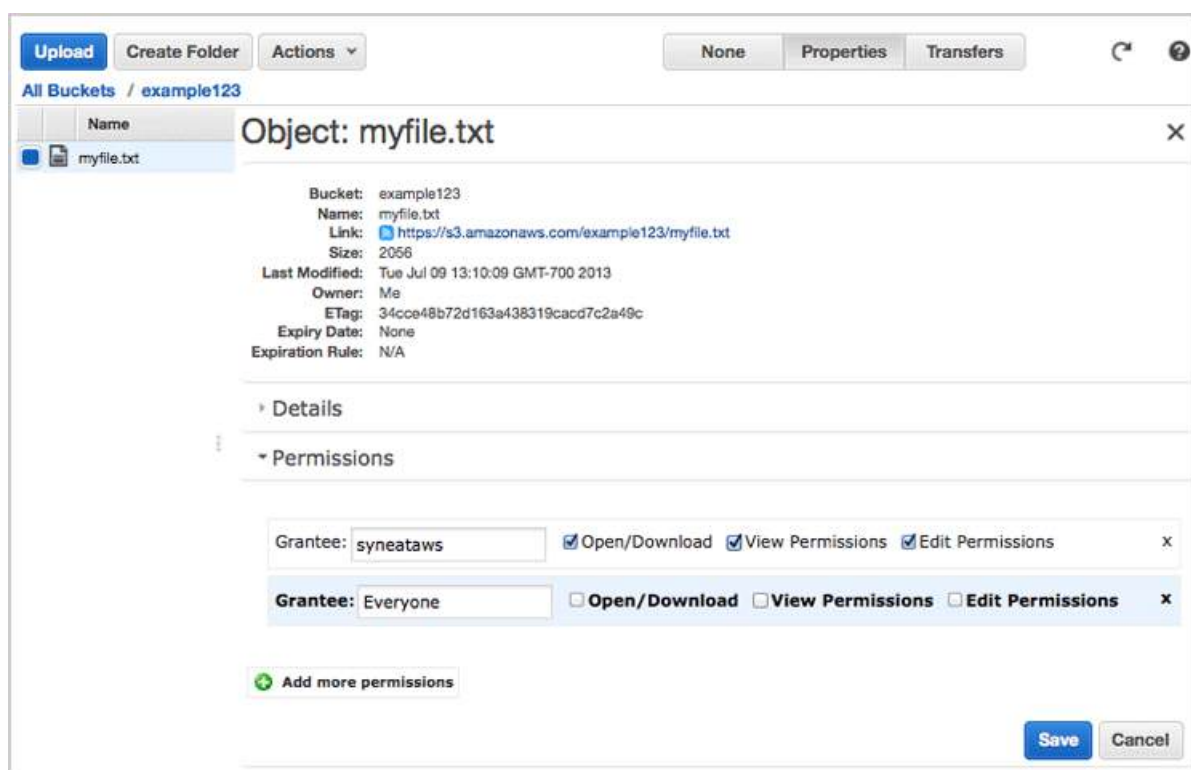 Upload Create Folder Actions None Properties Transfers
All Buckets / example123
Name
myfile.txt
Object: myfile.txt
Bucket: example123
Name: myfile.txt
Link: https://s3.amazonaws.com/example123/myfile.txt
Size: 2056
Last Modified: Tue Jul 09 13:10:09 GMT-700 2013
Owner: Me
ETag: 34cce48b72d163a438319cacd7c2a49c
Expiry Date: None
Expiration Rule: N/A
Details
Permissions
Grantee: syneataws Open/Download View Permissions Edit Permissions x
Grantee: Everyone Open/Download View Permissions Edit Permissions x
Add more permissions
Save Cancel